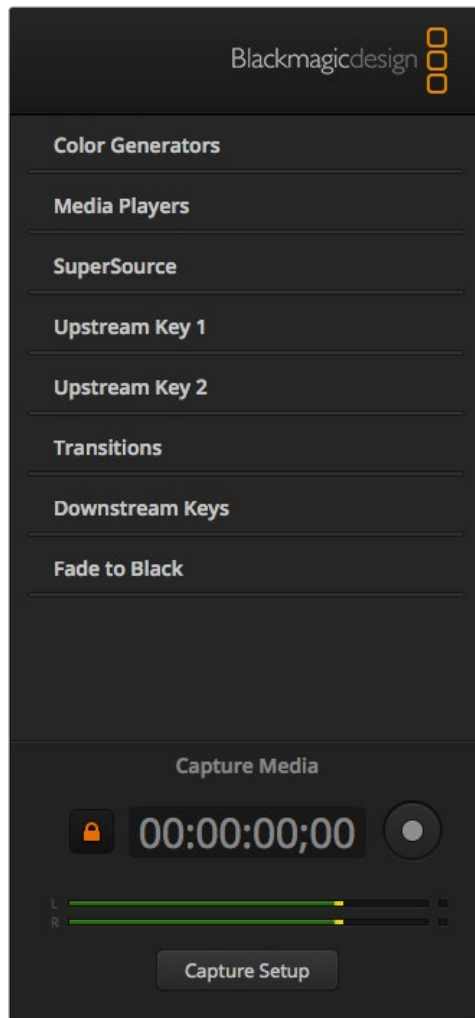 Blackmagicdesign
Color Generators
Media Players
SuperSource
Upstream Key 1
Upstream Key 2
Transitions
Downstream Keys
Fade to Black
Capture Media
00:00:00;00
L
R
Capture Setup